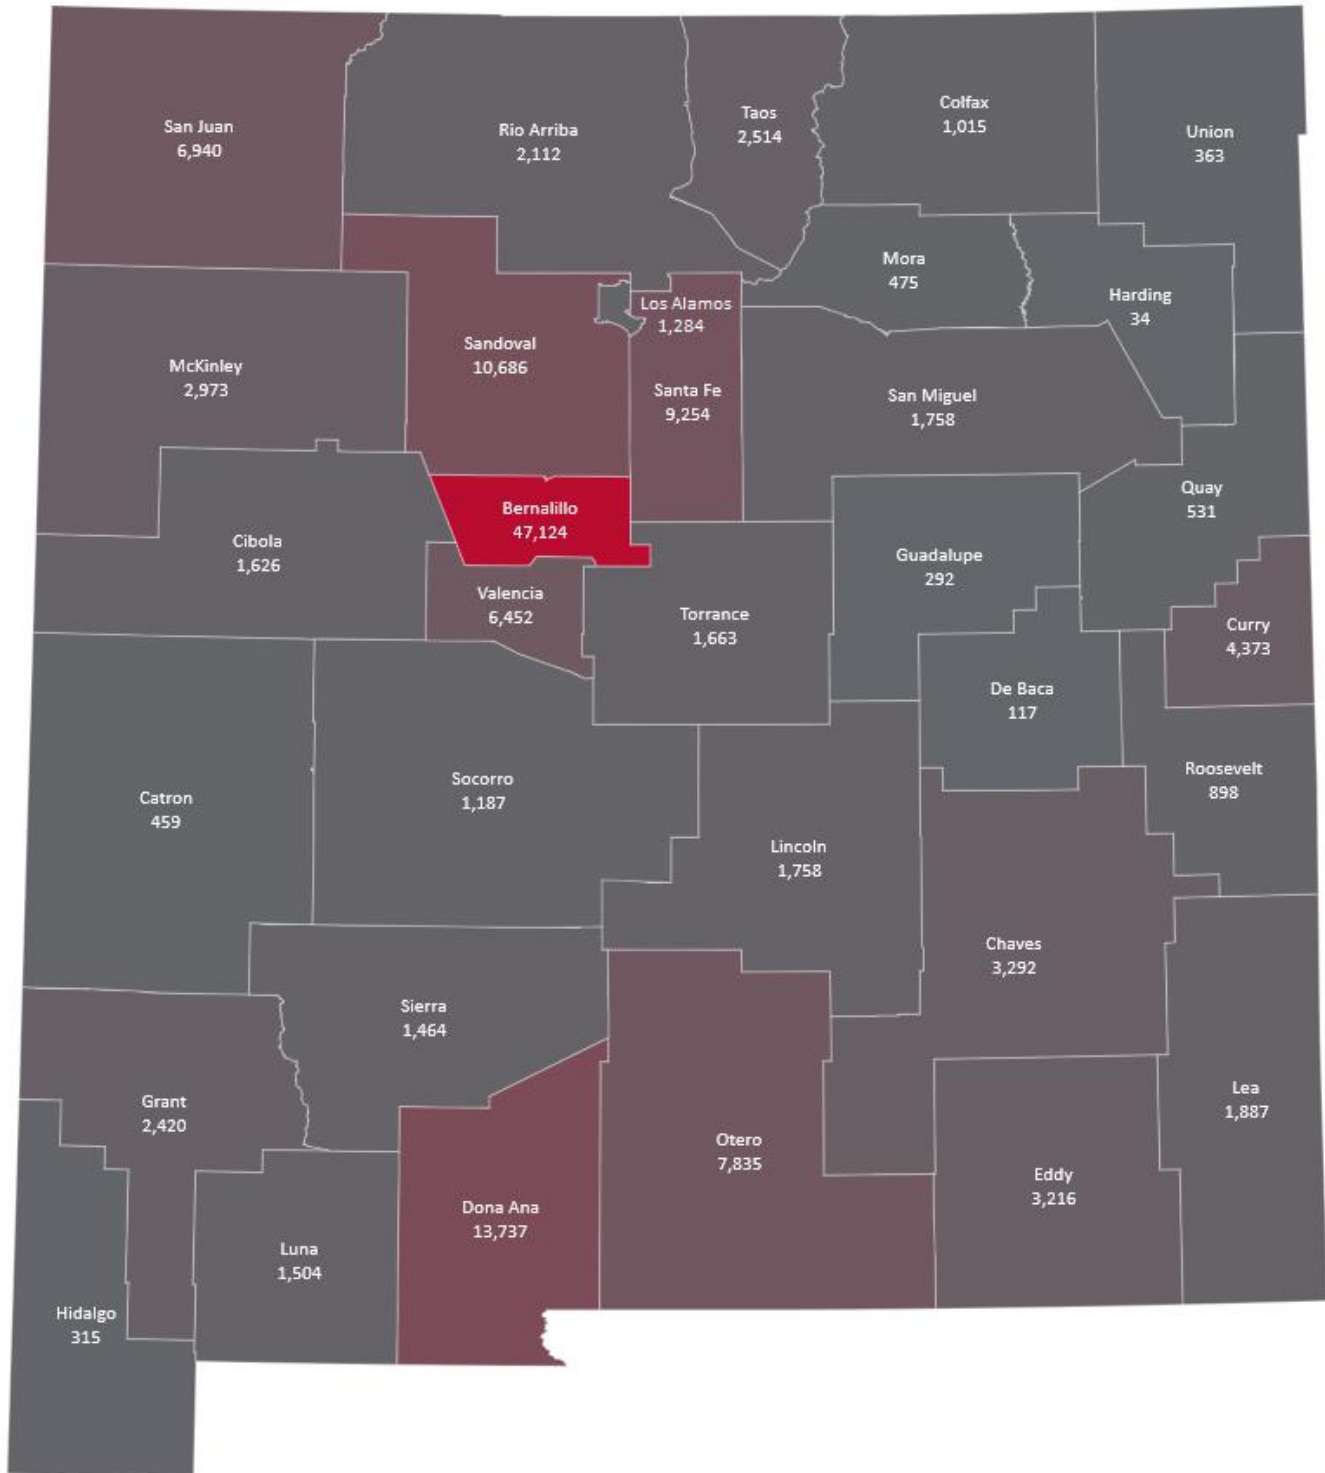 San Juan
6,940
Rio Arriba
2,112
Taos
2,514
Colfax
1,015
Union
363
Mora
475
Harding
34
Los Alamos
1,284
Sandoval
10,686
McKinley
2,973
Santa Fe
9,254
San Miguel
1,758
Quay
531
Bernalillo
47,124
Cibola
1,626
Guadalupe
292
Valencia
6,452
Torrance
1,663
Curry
4,373
De Baca
117
Roosevelt
898
Catron
459
Socorro
1,187
Lincoln
1,758
Chaves
3,292
Sierra
1,464
Grant
2,420
Lea
1,887
Otero
7,835
Eddy
3,216
Dona Ana
13,737
Luna
1,504
Hidalgo
315